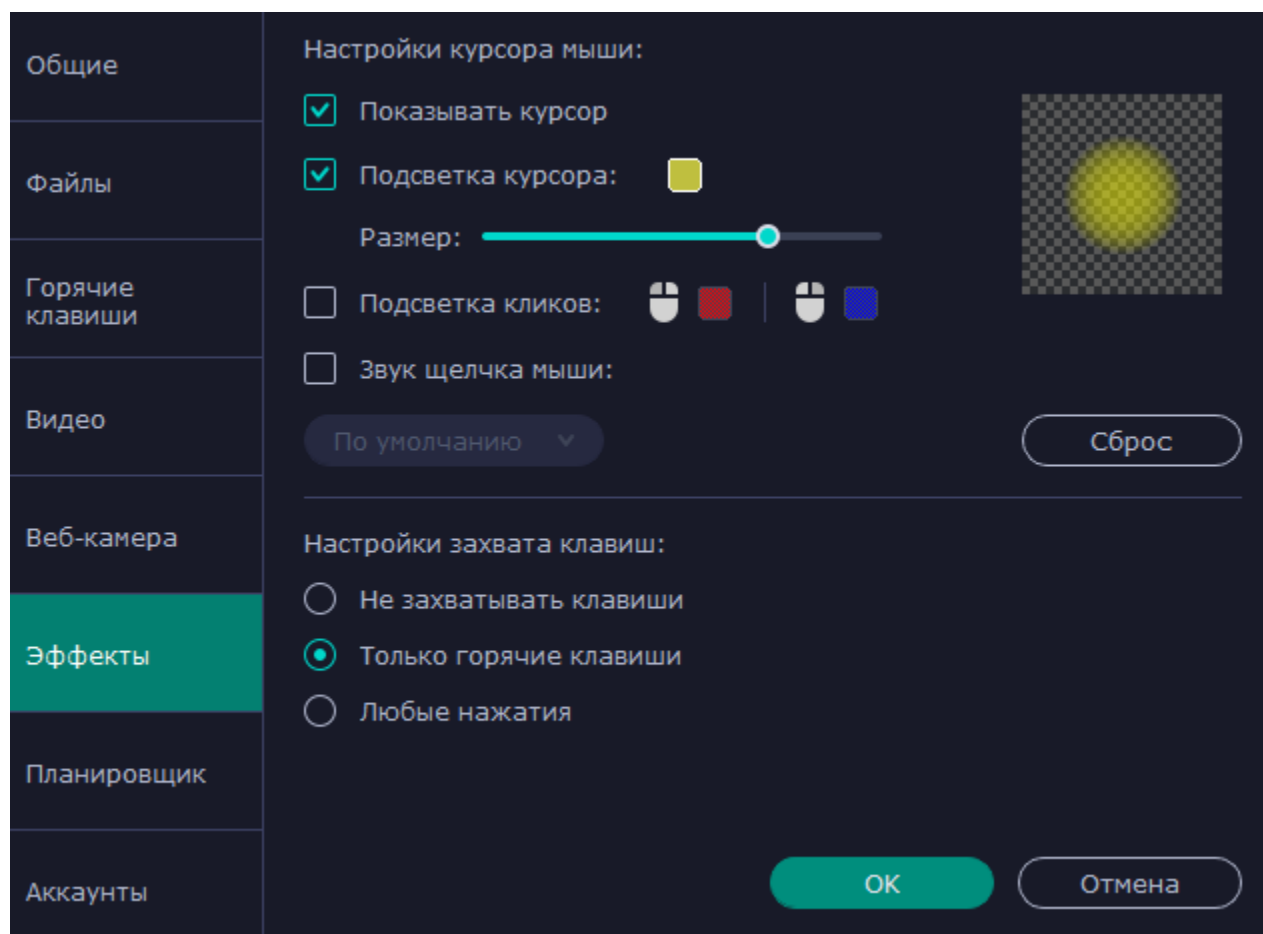 Общие
Файлы
Горячие
клавиши
Видео
Веб-камера
Эффекты
Планировщик
Аккаунты
Настройки курсора мыши:
Показывать курсор
Подсветка курсора:
Размер:
Подсветка кликов:
Звук щелчка мыши:
По умолчанию
Сброс
Настройки захвата клавиш:
Не захватывать клавиши
Только горячие клавиши
Любые нажатия
OK
Отмена